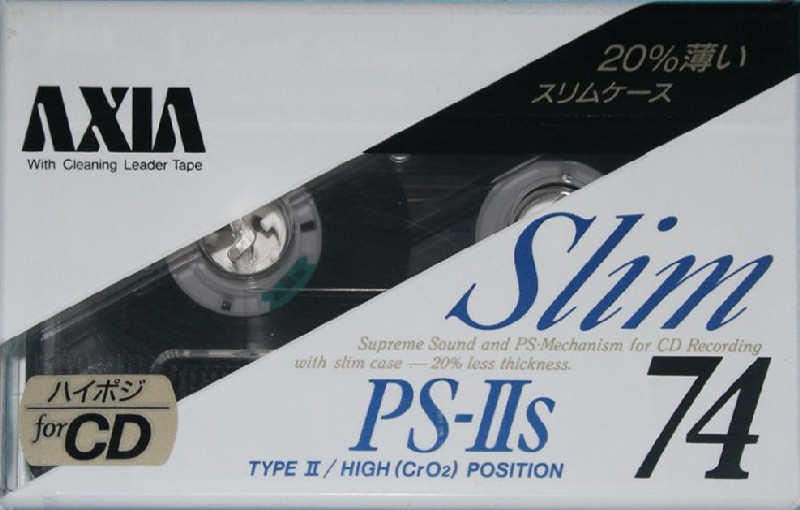 20%薄い
スリムケース
AXIA
With Cleaning Leader Tape
Slim
Supreme Sound and PS-Mechanism for CD Recording
with slim case — 20% less thickness.
ハイポジ
for CD
PS-IIs
74
TYPE II / HIGH (CrO2) POSITION